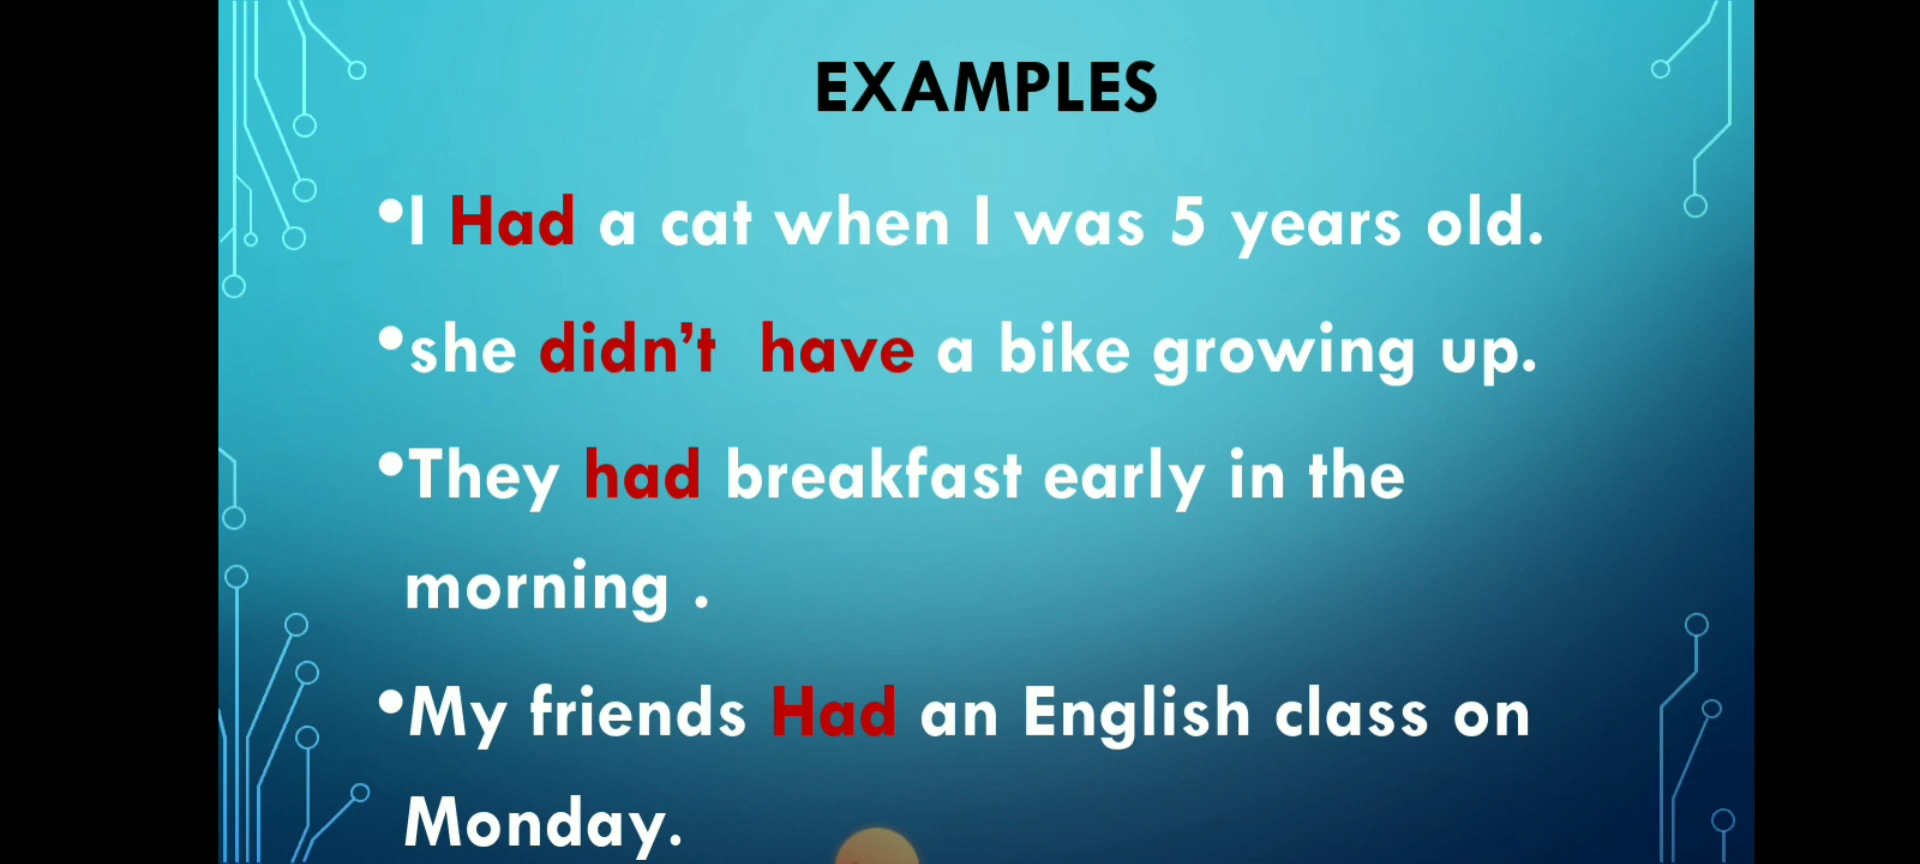 EXAMPLES
•I Had a cat when I was 5 years old.
•she didn’t  have a bike growing up.
•They had breakfast early in the
morning .
•My friends Had an English class on
Monday.